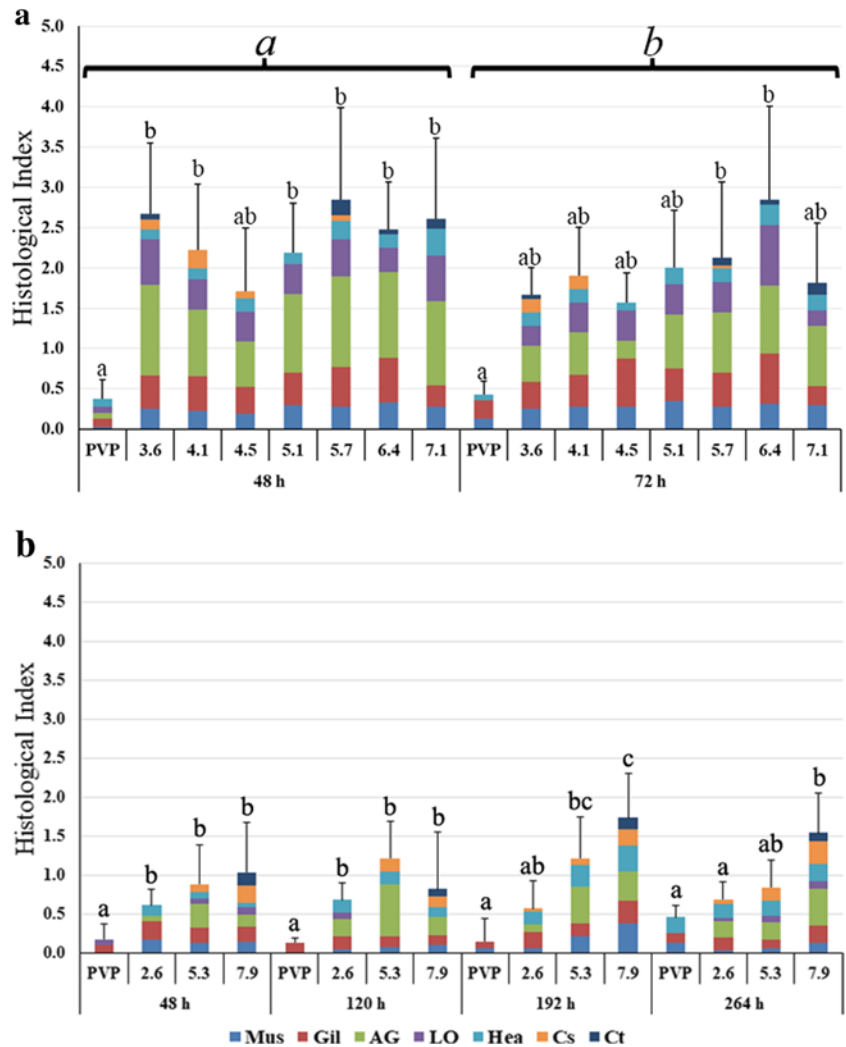 a
Histological Index
5.0
4.5
4.0
3.5
3.0
2.5
2.0
1.5
1.0
0.5
0.0
a b
a b b ab b b b b
a ab ab ab ab b b ab
PVP 3.6 4.1 4.5 5.1 5.7 6.4 7.1 PVP 3.6 4.1 4.5 5.1 5.7 6.4 7.1
48 h 72 h
b
Histological Index
5.0
4.5
4.0
3.5
3.0
2.5
2.0
1.5
1.0
0.5
0.0
a b b b a b b b a ab bc c a a ab b
PVP 2.6 5.3 7.9 PVP 2.6 5.3 7.9 PVP 2.6 5.3 7.9 PVP 2.6 5.3 7.9
48 h 120 h 192 h 264 h
Mus Gil AG LO Hea Cs Ct